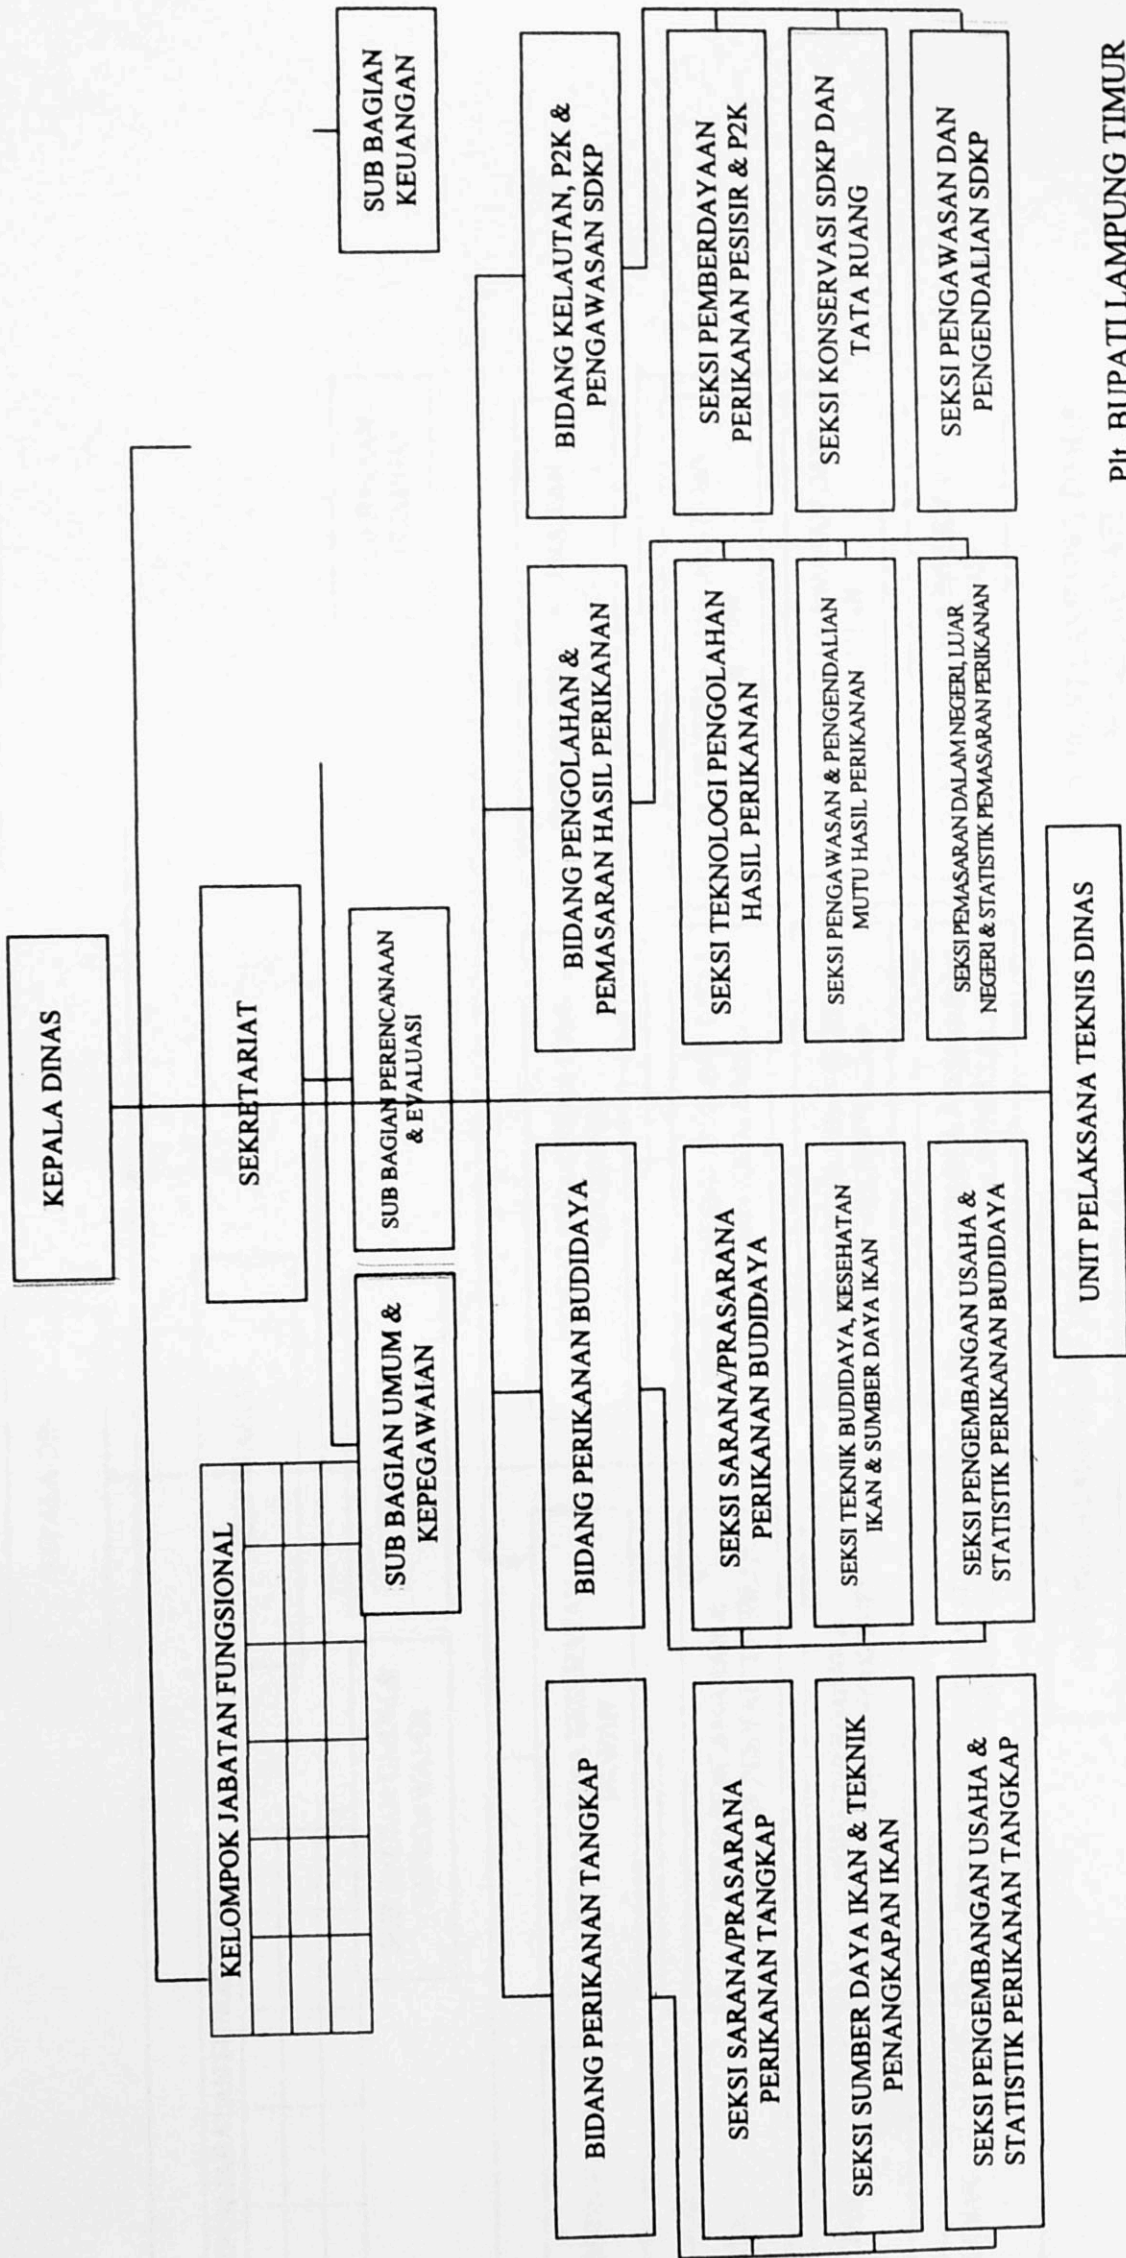 KEPALA DINAS
SEKRETARIAT
KELOMPOK JABATAN FUNGSIONAL
SUB BAGIAN UMUM &
KEPEGAWAIAN
SUB BAGIAN PERENCANAAN
& EVALUASI
SUB BAGIAN
KEUANGAN
BIDANG PERIKANAN TANGKAP
SEKSI SARANA/PRASARANA
PERIKANAN TANGKAP
SEKSI SUMBER DAYA IKAN & TEKNIK
PENANGKAPAN IKAN
SEKSI PENGEMBANGAN USAHA &
STATISTIK PERIKANAN TANGKAP
BIDANG PERIKANAN BUDIDAYA
SEKSI SARANA/PRASARANA
PERIKANAN BUDIDAYA
SEKSI TEKNIK BUDIDAYA, KESEHATAN
IKAN & SUMBER DAYA IKAN
SEKSI PENGEMBANGAN USAHA &
STATISTIK PERIKANAN BUDIDAYA
BIDANG PENGOLAHAN &
PEMASARAN HASIL PERIKANAN
SEKSI TEKNOLOGI PENGOLAHAN
HASIL PERIKANAN
SEKSI PENGAWASAN & PENGENDALIAN
MUTU HASIL PERIKANAN
SEKSI PEMASARAN DALAM NEGERI, LUAR
NEGERI & STATISTIK PEMASARAN PERIKANAN
BIDANG KELAUTAN, P2K &
PENGAWASAN SDKP
SEKSI PEMBERDAYAAN
PERIKANAN PESISIR & P2K
SEKSI KONSERVASI SDKP DAN
TATA RUANG
SEKSI PENGAWASAN DAN
PENGENDALIAN SDKP
UNIT PELAKSANA TEKNIS DINAS
Plt. BUPATI LAMPUNG TIMUR